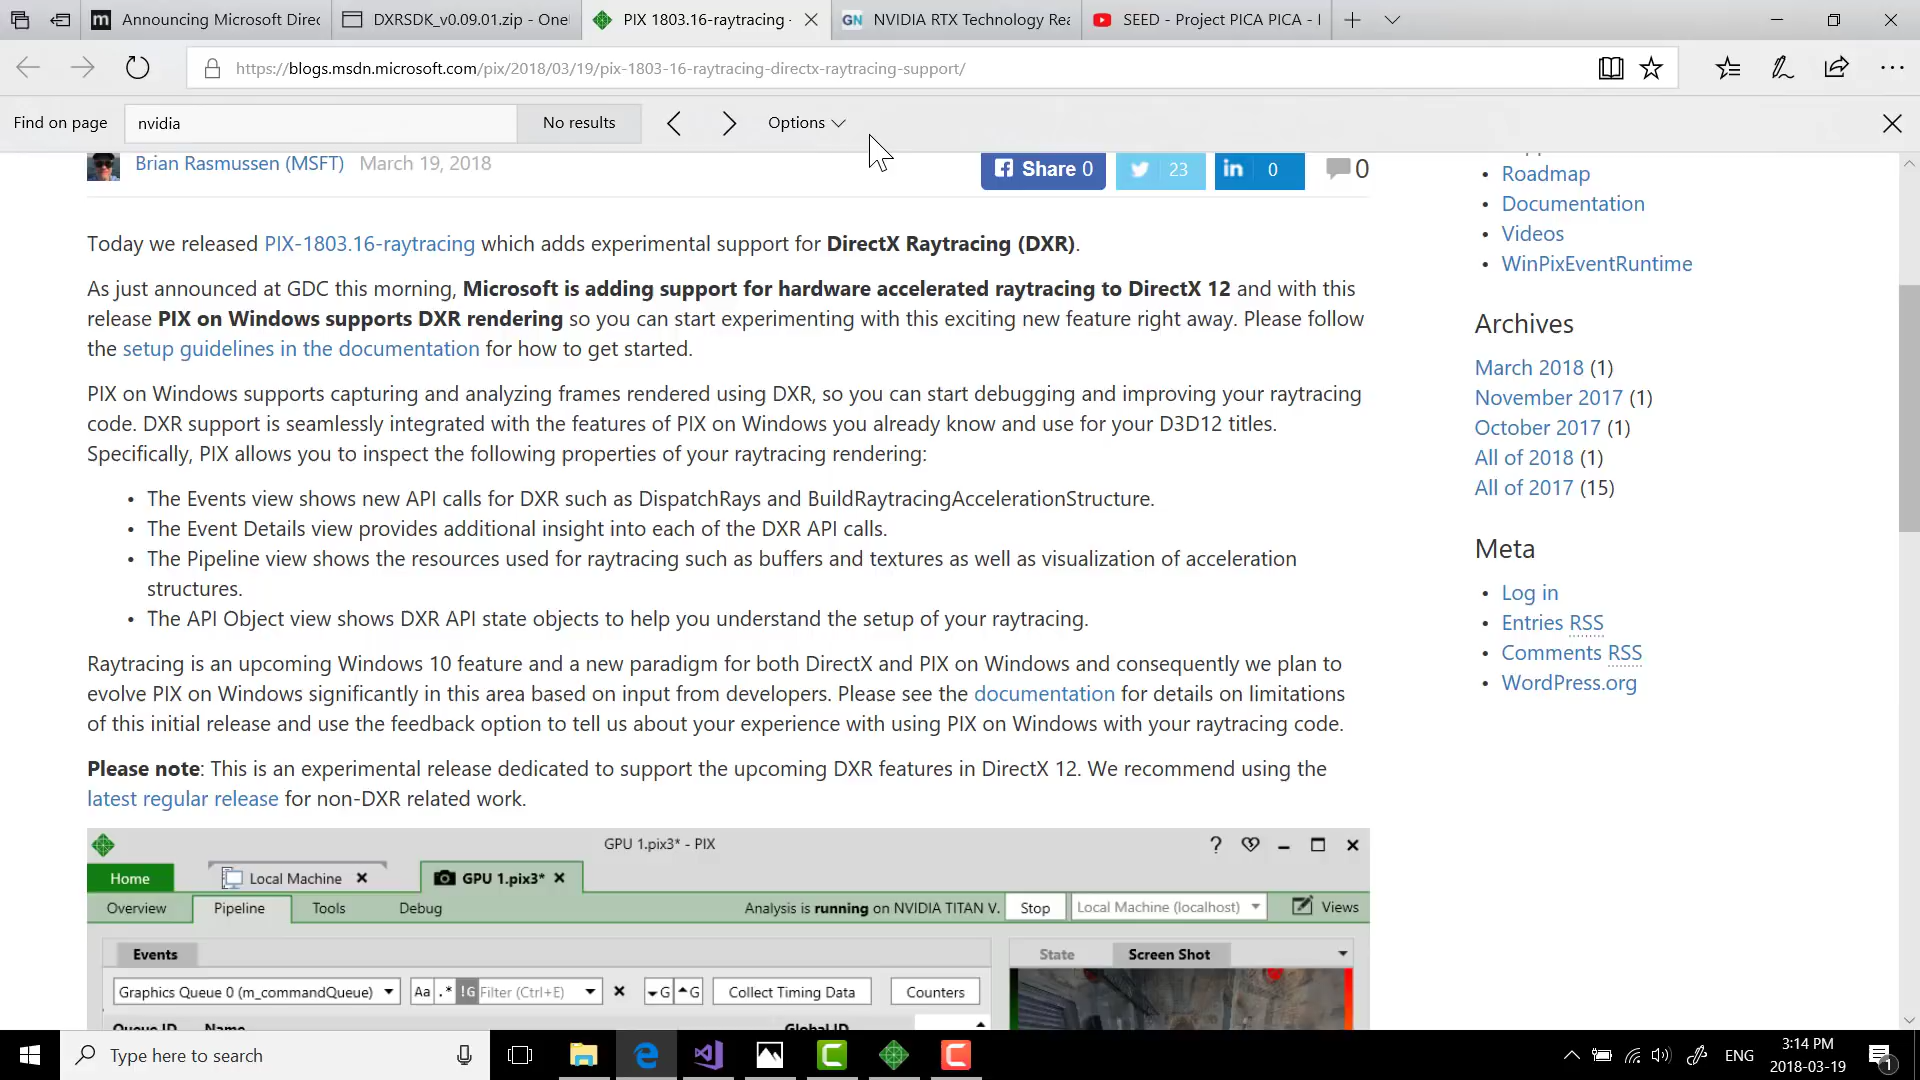 Announcing Microsoft Direc
DXRSDK_v0.09.01.zip - One
PIX 1803.16-raytracing -
GN NVIDIA RTX Technology Rea
SEED - Project PICA PICA -
https://blogs.msdn.microsoft.com/pix/2018/03/19/pix-1803-16-raytracing-directx-raytracing-support/
Find on page
nvidia
No results
Options
Brian Rasmussen (MSFT) March 19, 2018
Share 0
23
in 0
0
Today we released PIX-1803.16-raytracing which adds experimental support for DirectX Raytracing (DXR).
As just announced at GDC this morning, Microsoft is adding support for hardware accelerated raytracing to DirectX 12 and with this
release PIX on Windows supports DXR rendering so you can start experimenting with this exciting new feature right away. Please follow
the setup guidelines in the documentation for how to get started.
PIX on Windows supports capturing and analyzing frames rendered using DXR, so you can start debugging and improving your raytracing
code. DXR support is seamlessly integrated with the features of PIX on Windows you already know and use for your D3D12 titles.
Specifically, PIX allows you to inspect the following properties of your raytracing rendering:
• The Events view shows new API calls for DXR such as DispatchRays and BuildRaytracingAccelerationStructure.
• The Event Details view provides additional insight into each of the DXR API calls.
• The Pipeline view shows the resources used for raytracing such as buffers and textures as well as visualization of acceleration
structures.
• The API Object view shows DXR API state objects to help you understand the setup of your raytracing.
Raytracing is an upcoming Windows 10 feature and a new paradigm for both DirectX and PIX on Windows and consequently we plan to
evolve PIX on Windows significantly in this area based on input from developers. Please see the documentation for details on limitations
of this initial release and use the feedback option to tell us about your experience with using PIX on Windows with your raytracing code.
Please note: This is an experimental release dedicated to support the upcoming DXR features in DirectX 12. We recommend using the
latest regular release for non-DXR related work.
GPU 1.pix3* - PIX
Home
Local Machine
GPU 1.pix3*
Overview
Pipeline
Tools
Debug
Analysis is running on NVIDIA TITAN V.
Stop
Local Machine (localhost)
Views
Events
State
Screen Shot
Graphics Queue 0 (m_commandQueue)
Aa .* !G Filter (Ctrl+E)
G G
Collect Timing Data
Counters
Queue ID
Name
Global ID
• Roadmap
• Documentation
• Videos
• WinPixEventRuntime
Archives
March 2018 (1)
November 2017 (1)
October 2017 (1)
All of 2018 (1)
All of 2017 (15)
Meta
• Log in
• Entries RSS
• Comments RSS
• WordPress.org
Type here to search
ENG
3:14 PM
2018-03-19
1